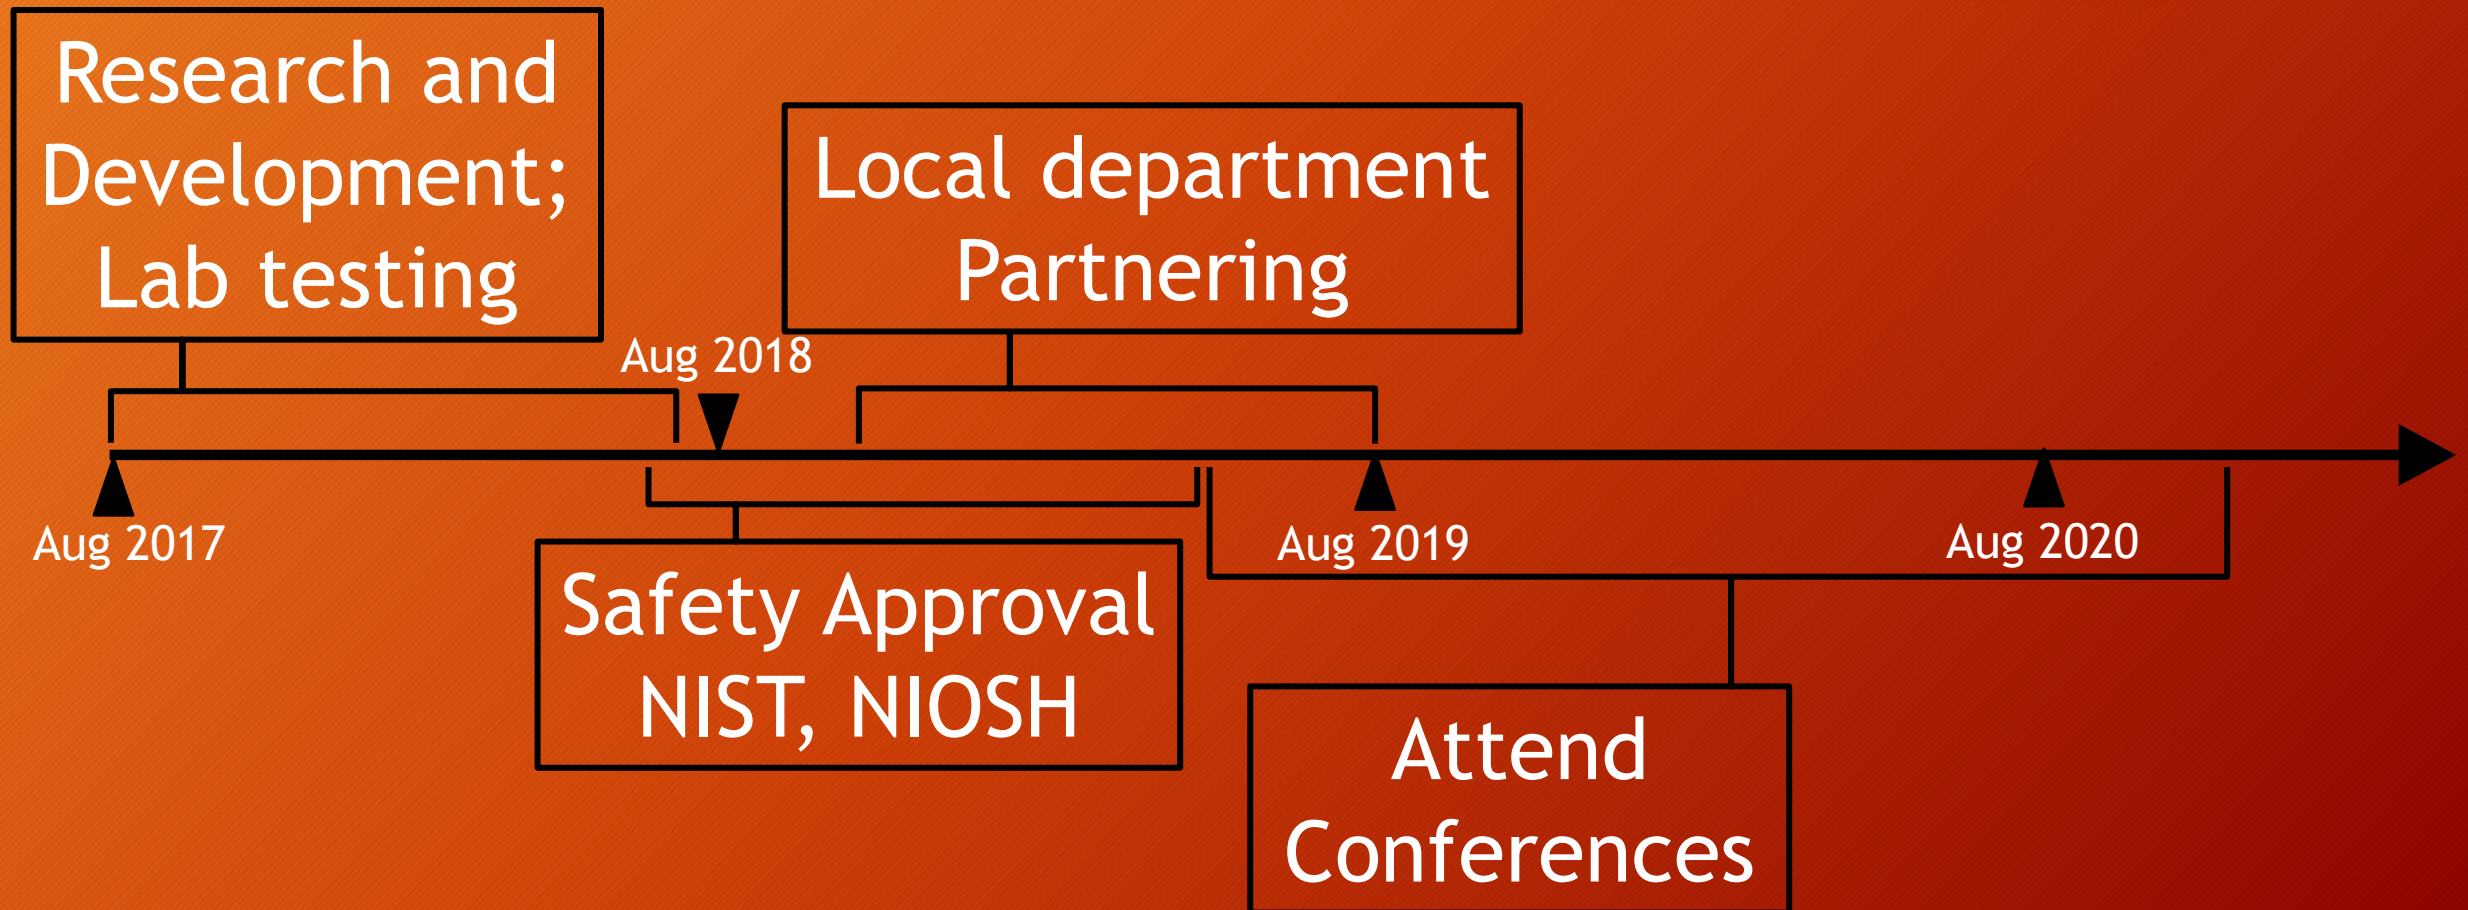 Research and
Development;
Lab testing
Local department
Partnering
Aug 2018
Aug 2017
Aug 2019
Aug 2020
Safety Approval
NIST, NIOSH
Attend
Conferences